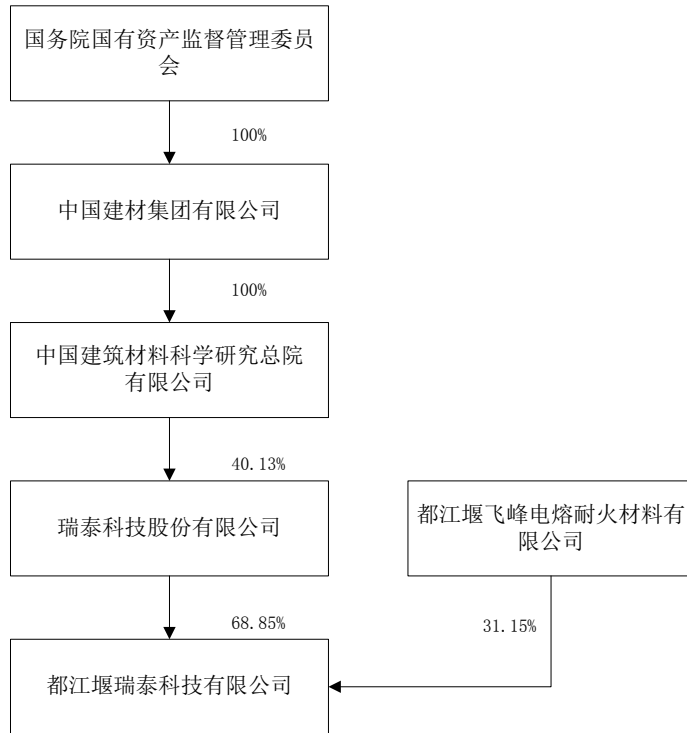 国务院国有资产监督管理委员
会
100%
中国建材集团有限公司
100%
中国建筑材料科学研究总院
有限公司
40.13%
瑞泰科技股份有限公司
都江堰飞峰电熔耐火材料有
限公司
68.85%
31.15%
都江堰瑞泰科技有限公司